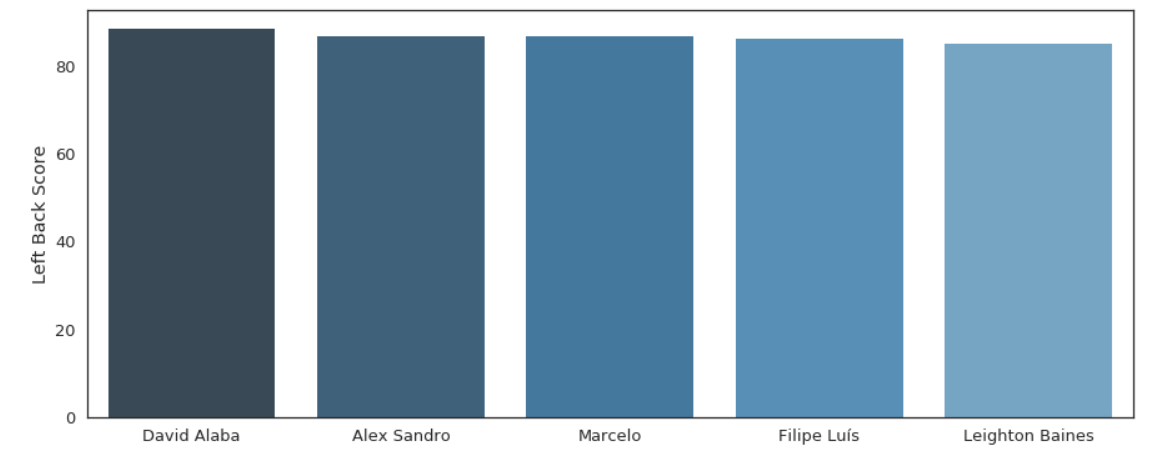 Left Back Score
80
60
40
20
0
David Alaba
Alex Sandro
Marcelo
Filipe Luís
Leighton Baines